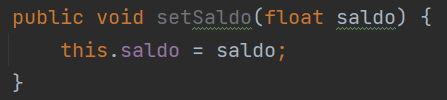 public void setSaldo(float saldo) {
    this.saldo = saldo;
}